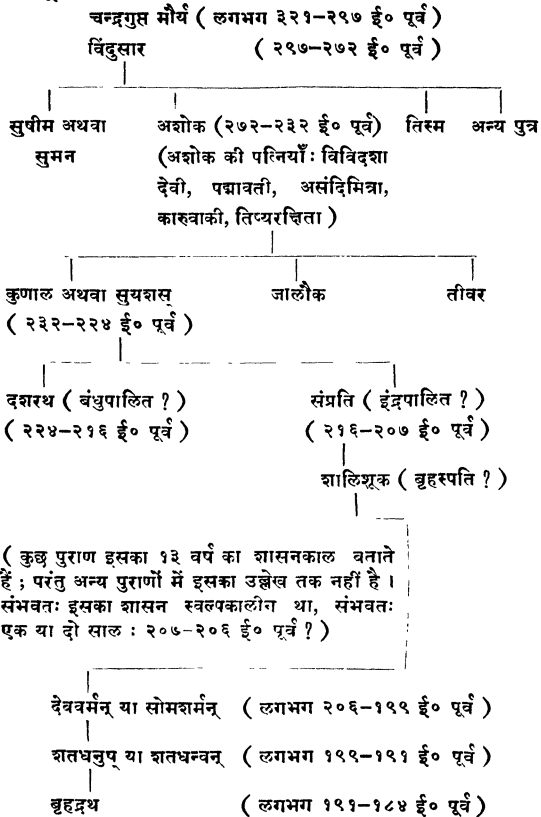 चन्द्रगुप्त मौर्य ( लगभग ३२१–२९७ ई० पूर्व )
विंदुसार ( २९७–२७२ ई० पूर्व )
सुषीम अथवा अशोक (२७२–२३२ ई० पूर्व) तिस्म अन्य पुत्र
सुमन (अशोक की पत्नियाँ: विविदशा
देवी, पद्मावती, असंदिमित्रा,
कारुवाकी, तिष्यरक्षिता )
कुणाल अथवा सुयशस् जालौक तीवर
( २३२–२२४ ई० पूर्व )
दशरथ ( बंधुपालित ? ) संप्रति ( इंद्रपालित ? )
( २२४–२१६ ई० पूर्व ) ( २१६–२०७ ई० पूर्व )
शालिशूक ( बृहस्पति ? )
( कुछ पुराण इसका १३ वर्ष का शासनकाल बताते
हैं ; परंतु अन्य पुराणों में इसका उल्लेख तक नहीं है ।
संभवतः इसका शासन स्वल्पकालीन था, संभवतः
एक या दो साल : २०७–२०६ ई० पूर्व ? )
देववर्मन् या सोमशर्मन् ( लगभग २०६–१९९ ई० पूर्व )
शतधनुष् या शतधन्वन् ( लगभग १९९–१९१ ई० पूर्व )
बृहद्रथ ( लगभग १९१–१८४ ई० पूर्व )